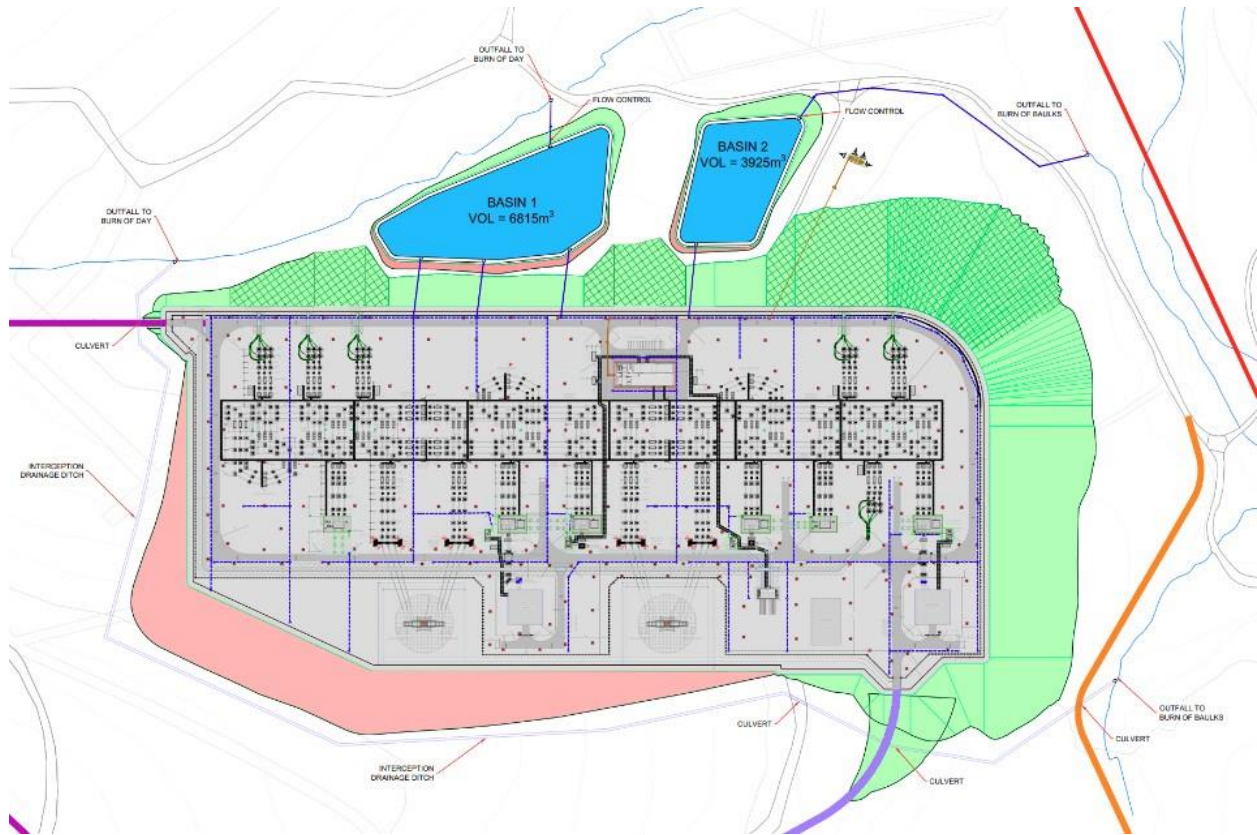 OUTFALL TO
BURN OF DAY
FLOW CONTROL
FLOW CONTROL
OUTFALL TO
BURN OF BAULKS
BASIN 1
VOL = 6815m³
BASIN 2
VOL = 3925m³
OUTFALL TO
BURN OF DAY
CULVERT
INTERCEPTION
DRAINAGE DITCH
OUTFALL TO
BURN OF BAULKS
CULVERT
CULVERT
CULVERT
INTERCEPTION
DRAINAGE DITCH